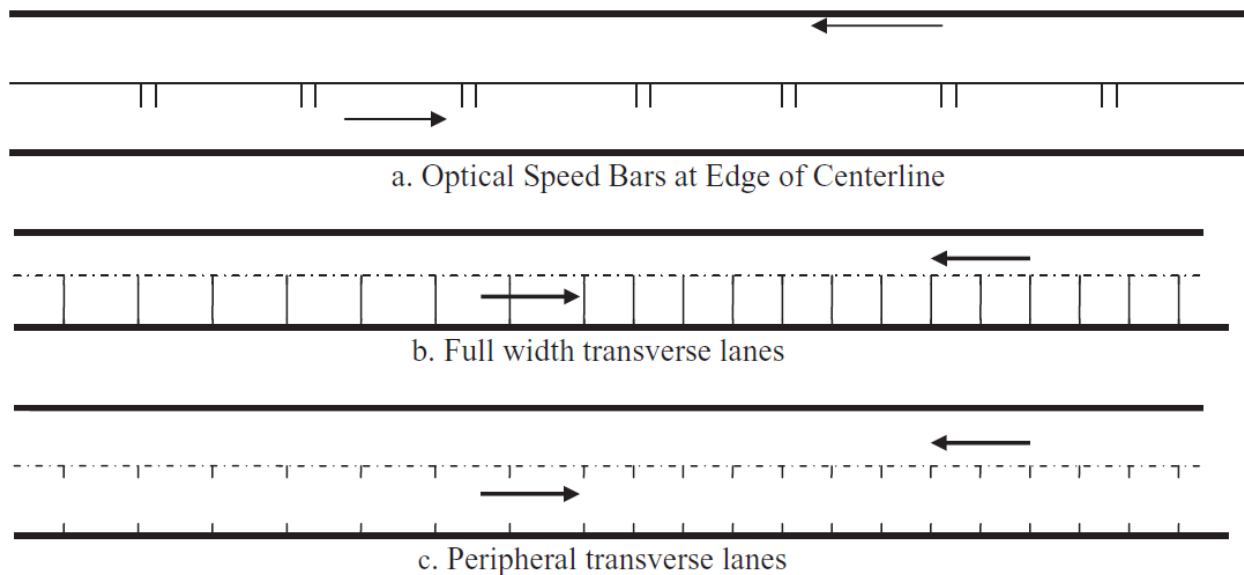 a. Optical Speed Bars at Edge of Centerline
b. Full width transverse lanes
c. Peripheral transverse lanes